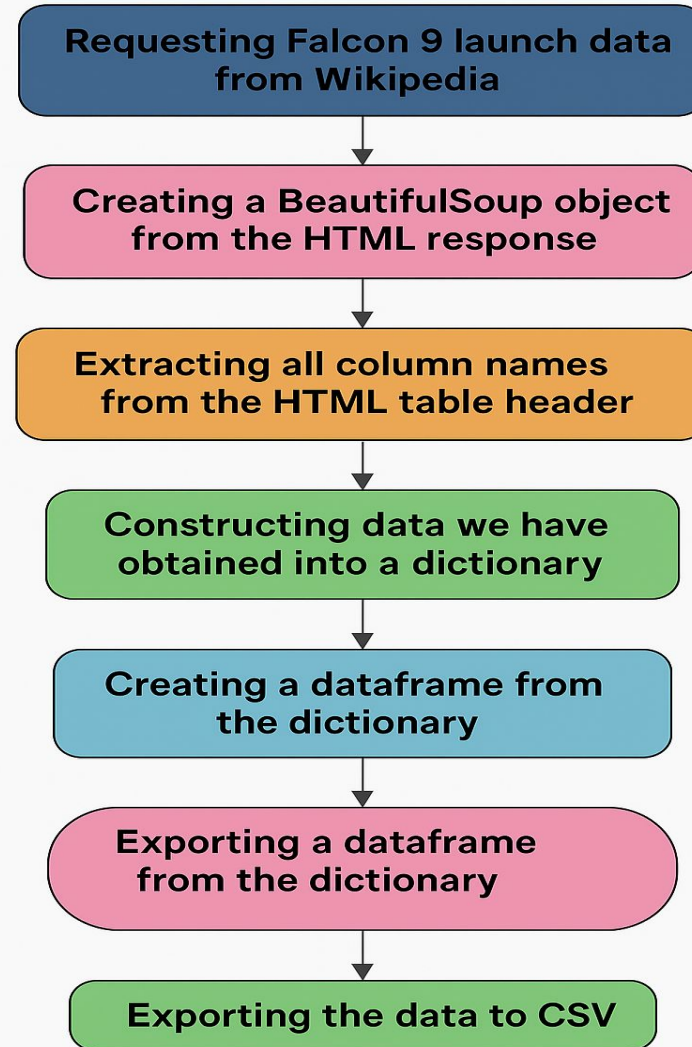 Requesting Falcon 9 launch data
from Wikipedia
Creating a BeautifulSoup object
from the HTML response
Extracting all column names
from the HTML table header
Constructing data we have
obtained into a dictionary
Creating a dataframe from
the dictionary
Exporting a dataframe
from the dictionary
Exporting the data to CSV